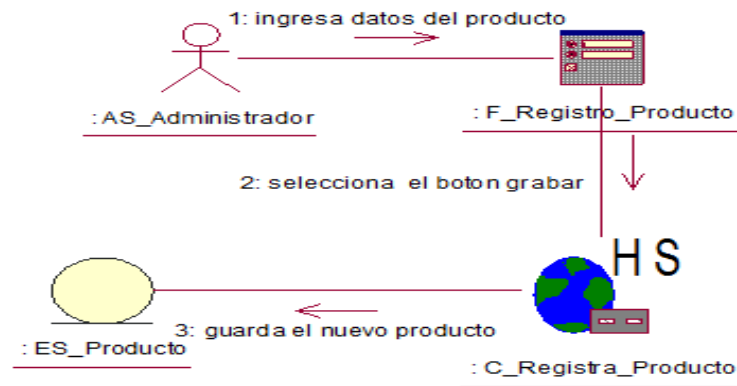 1: ingresa datos del producto
: AS_Administrador
: F_Registro_Producto
2: selecciona el boton grabar
HS
3: guarda el nuevo producto
: ES_Producto
: C_Registra_Producto